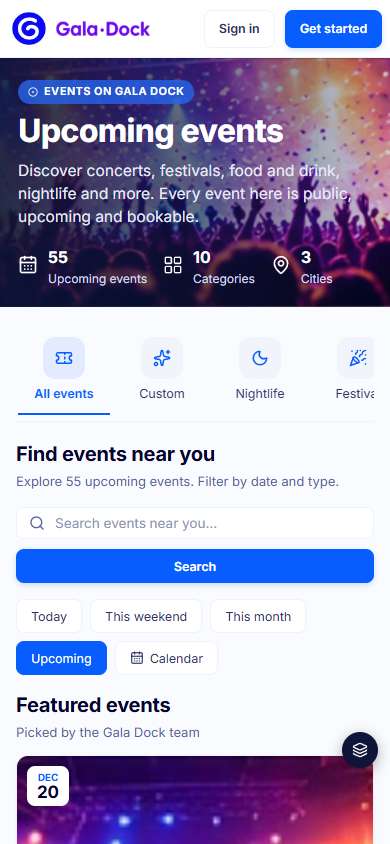 Gala·Dock
Sign in
Get started
EVENTS ON GALA DOCK
Upcoming events
Discover concerts, festivals, food and drink,
nightlife and more. Every event here is public,
upcoming and bookable.
55
Upcoming events
10
Categories
3
Cities
All events
Custom
Nightlife
Festiva
Find events near you
Explore 55 upcoming events. Filter by date and type.
Search events near you...
Search
Today
This weekend
This month
Upcoming
Calendar
Featured events
Picked by the Gala Dock team
DEC
20